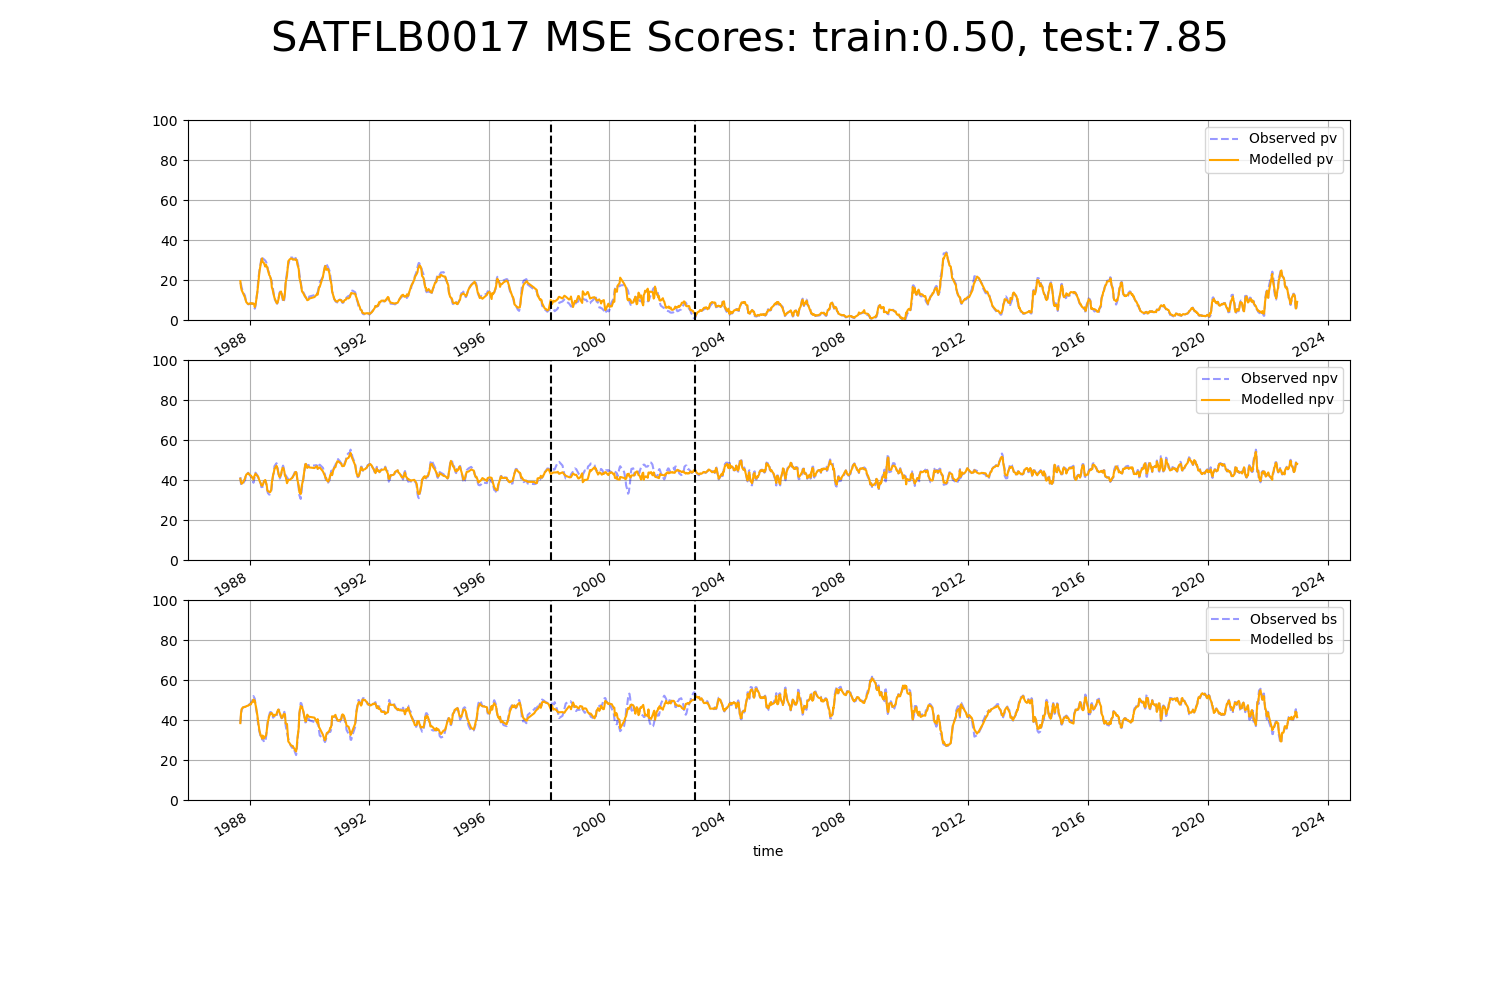 SATFLB0017 MSE Scores: train:0.50, test:7.85
100
80
60
40
20
0
Observed pv
Modelled pv
1988 1992 1996 2000 2004 2008 2012 2016 2020 2024
100
80
60
40
20
0
Observed npv
Modelled npv
1988 1992 1996 2000 2004 2008 2012 2016 2020 2024
100
80
60
40
20
0
Observed bs
Modelled bs
1988 1992 1996 2000 2004 2008 2012 2016 2020 2024
time